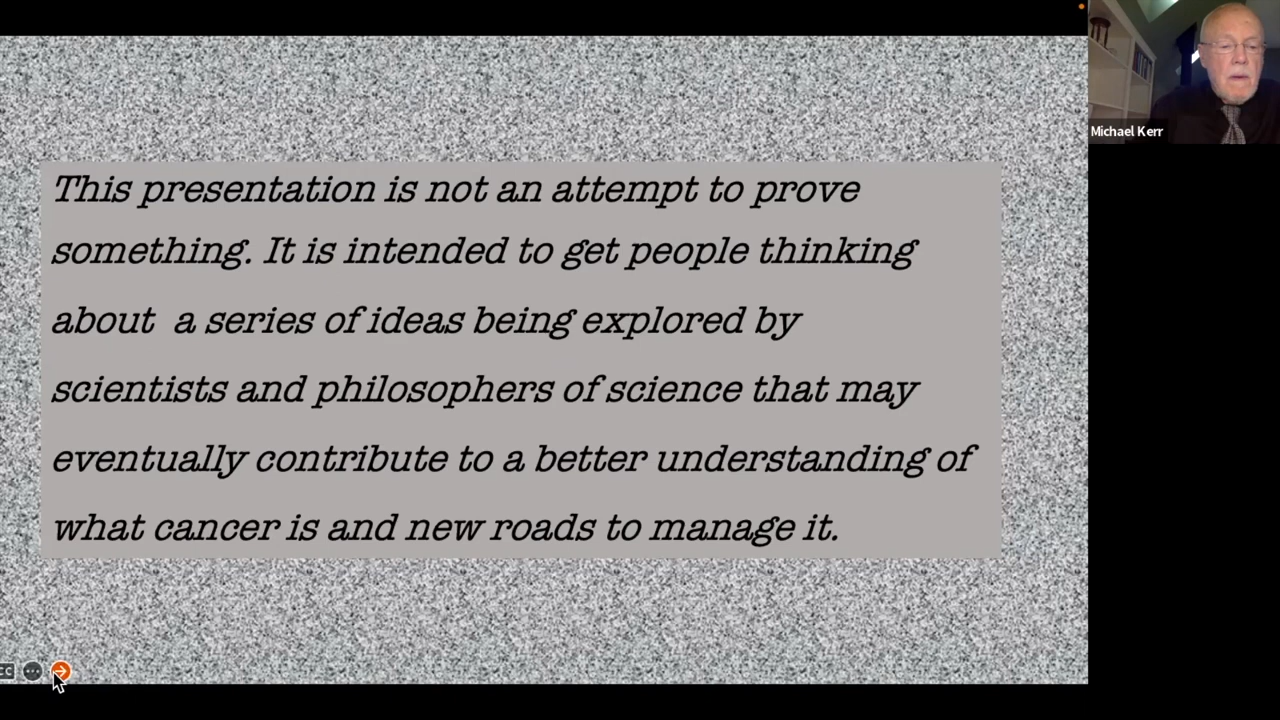 This presentation is not an attempt to prove
something. It is intended to get people thinking
about  a series of ideas being explored by
scientists and philosophers of science that may
eventually contribute to a better understanding of
what cancer is and new roads to manage it.
Michael Kerr
CC